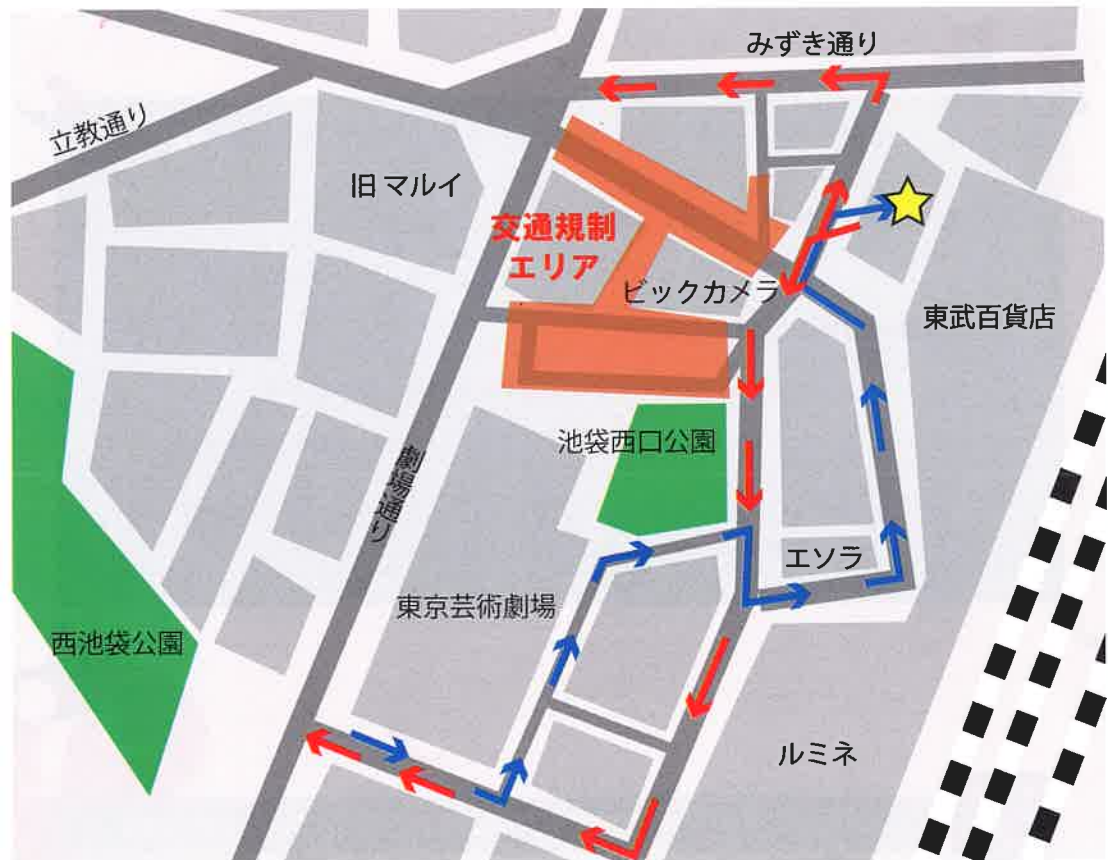 みずき通り
立教通り
旧マルイ
交通規制
エリア
ビックカメラ
東武百貨店
池袋西口公園
劇場通り
エソラ
東京芸術劇場
西池袋公園
ルミネ